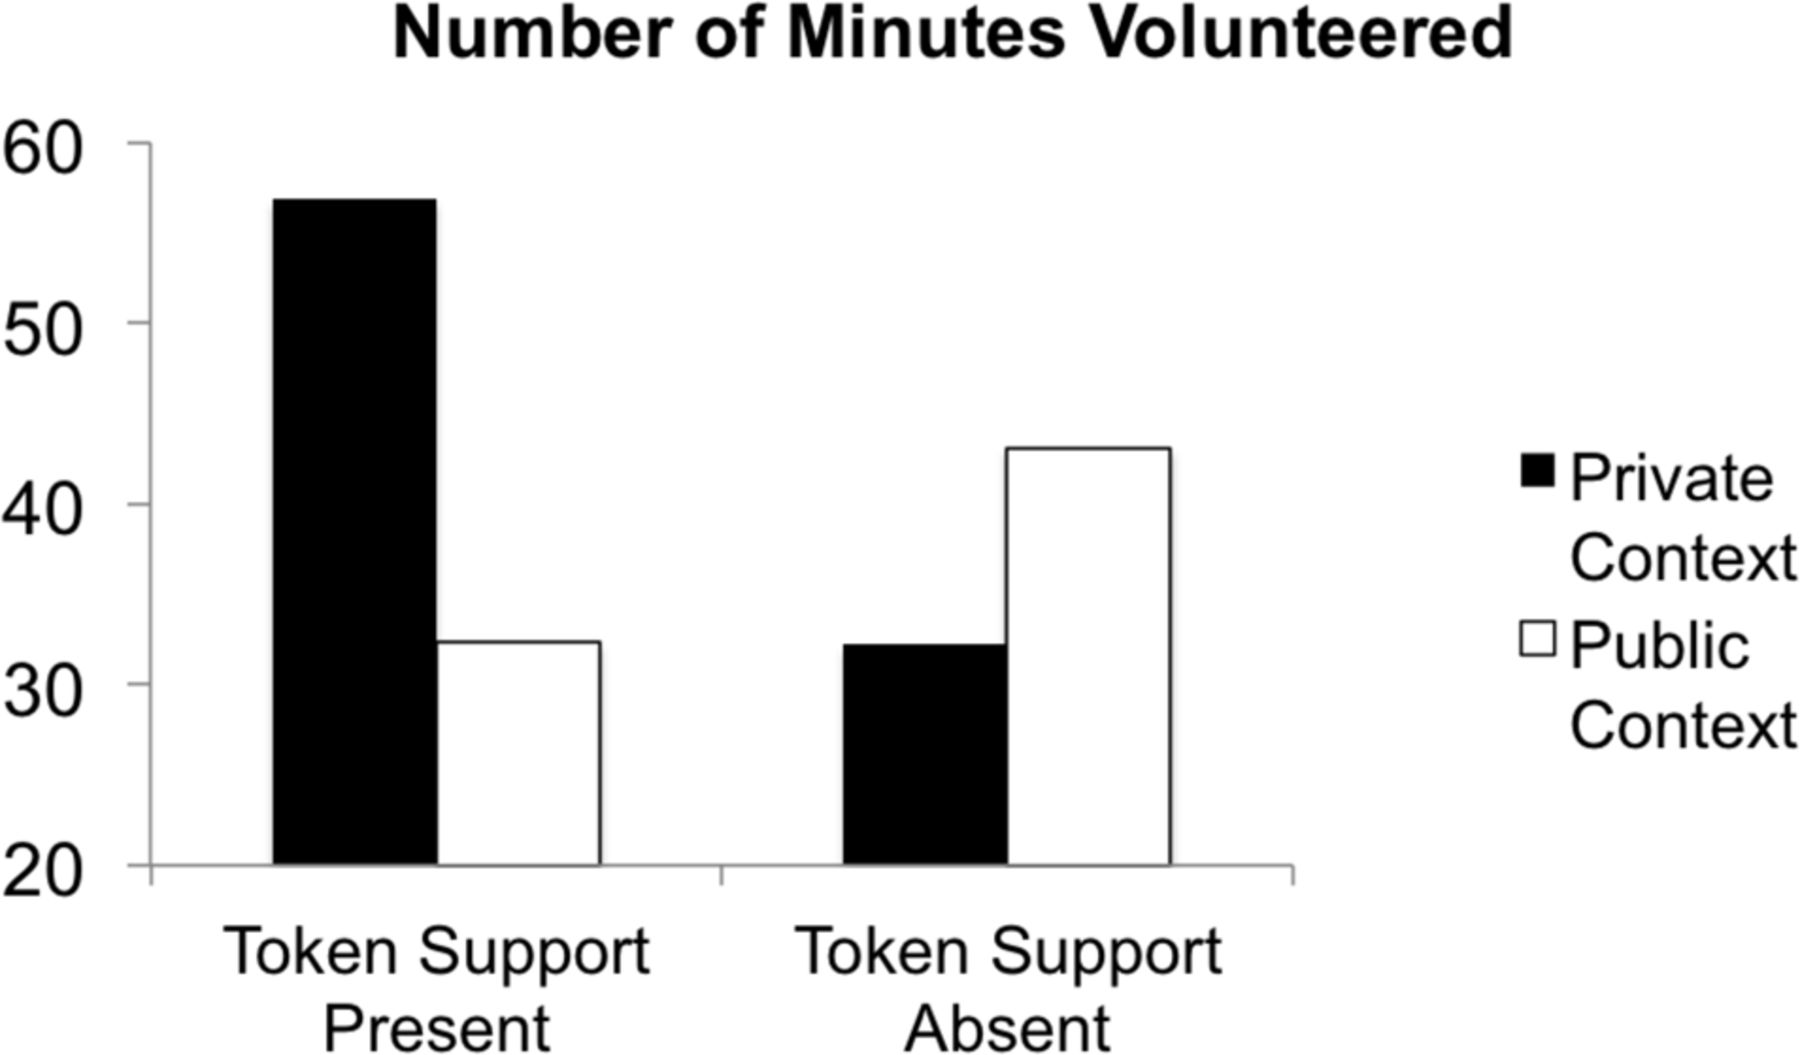 Number of Minutes Volunteered
60
50
40
30
20
Token Support
Present
Token Support
Absent
Private
Context
Public
Context